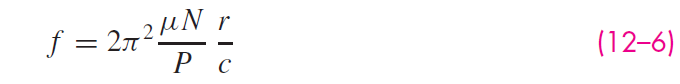 f = 2π² μN/P r/c (12–6)